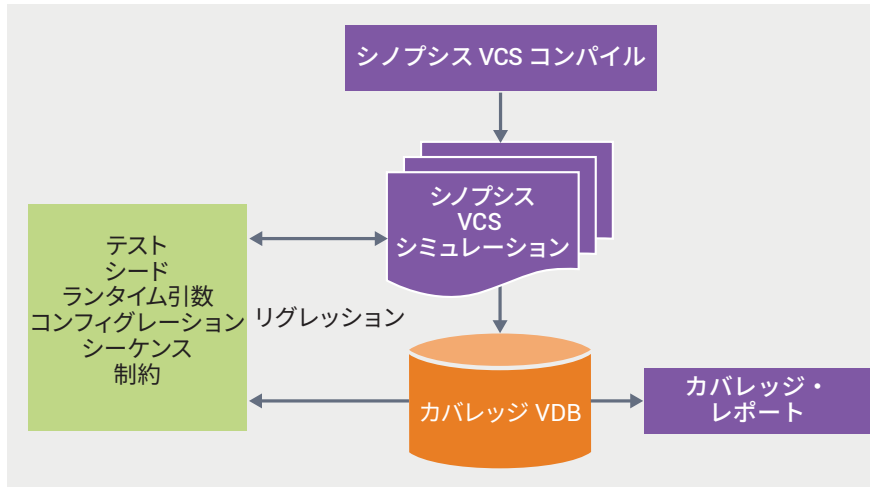 シノプシス VCS コンパイル
シノプシス
VCS
シミュレーション
テスト
シード
ランタイム引数
コンフィグレーション
シーケンス
制約
リグレッション
カバレッジ VDB
カバレッジ・
レポート